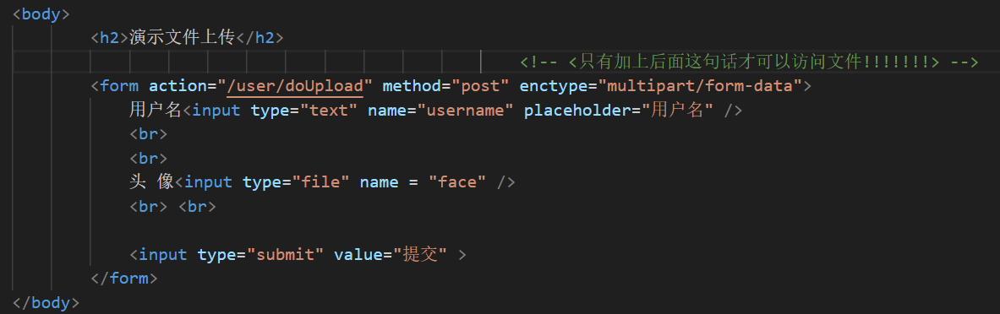 <body>
<h2>演示文件上传</h2>
<!-- <只有加上后面这句话才可以访问文件!!!!!!!> -->
<form action="/user/doUpload" method="post" enctype="multipart/form-data">
用户名<input type="text" name="username" placeholder="用户名" />
<br>
<br>
头 像<input type="file" name = "face" />
<br> <br>
<input type="submit" value="提交" >
</form>
</body>